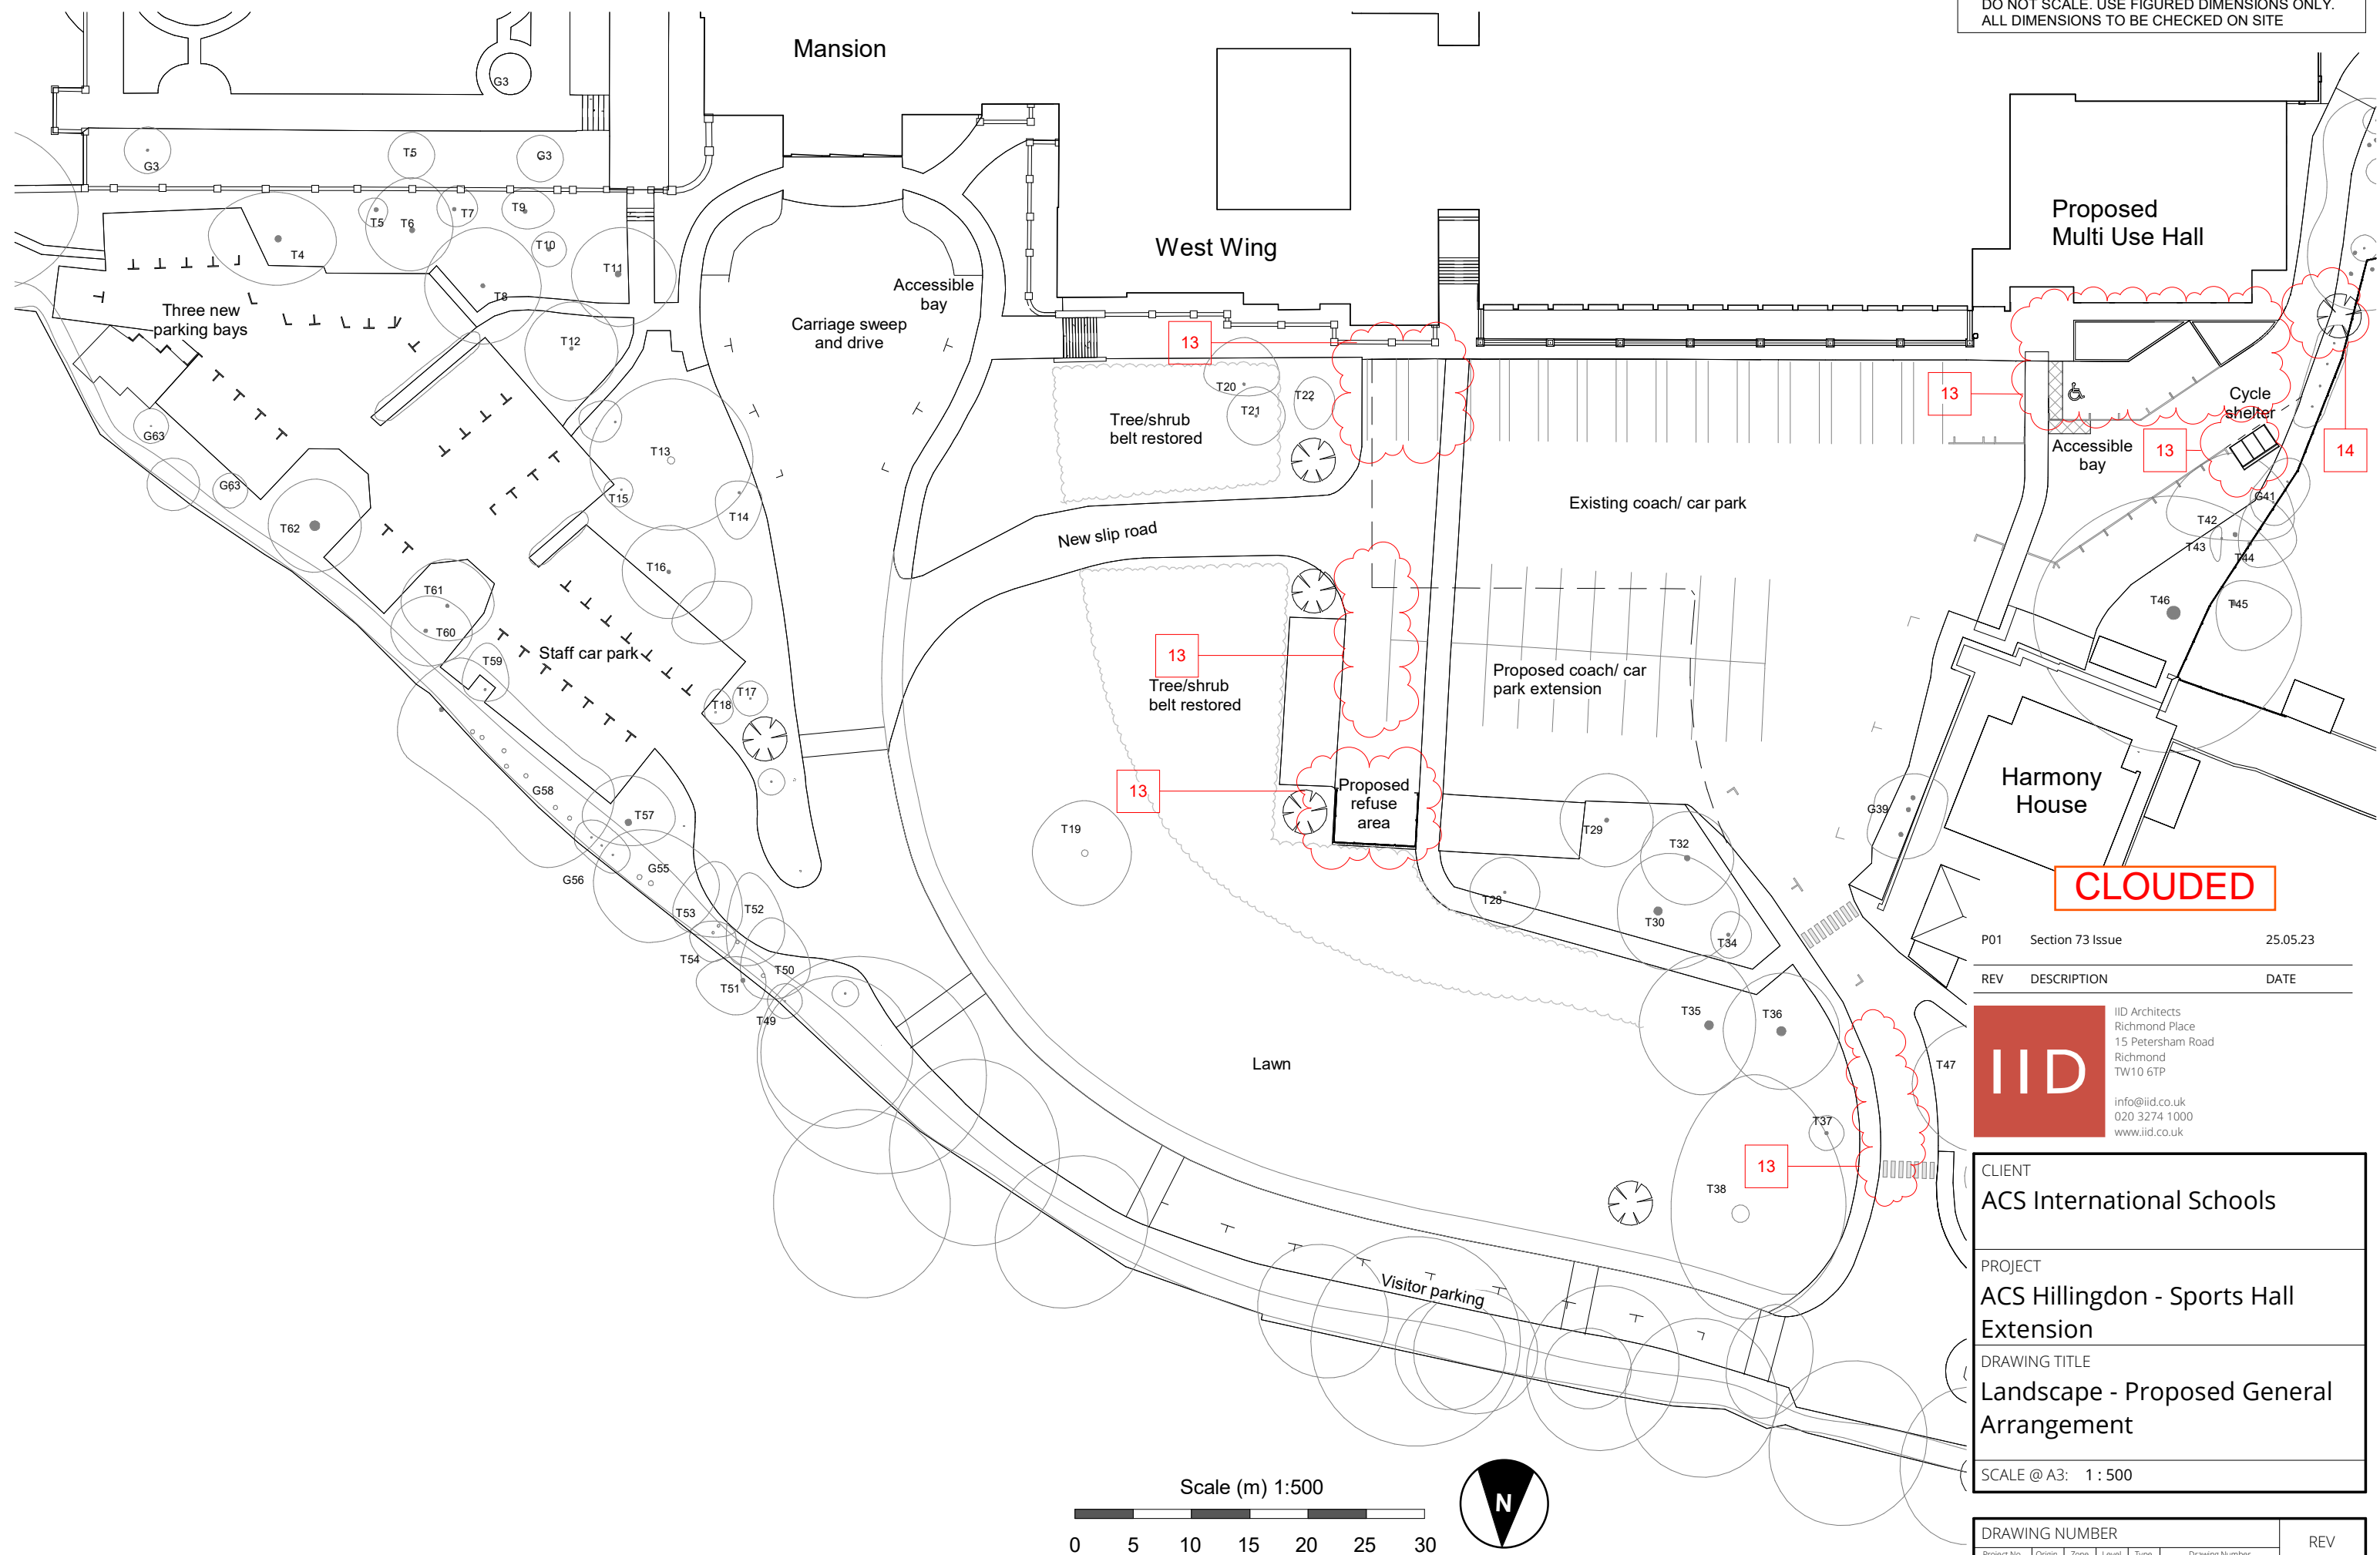 DO NOT SCALE. USE FIGURED DIMENSIONS ONLY.
ALL DIMENSIONS TO BE CHECKED ON SITE
Mansion
G3
G3
T5
G3
T5
T6
T7
T9
T10
T4
T8
T11
T12
Three new
parking bays
Accessible
bay
Carriage sweep
and drive
West Wing
Proposed
Multi Use Hall
13
T20
T21
T22
Tree/shrub
belt restored
13
Cycle
shelter
Accessible
bay
13
14
G63
G63
T62
T13
T15
T14
T16
New slip road
Existing coach/ car park
G41
T42
T43
T44
T45
T46
T61
T60
T59
Staff car park
T17
T18
13
Tree/shrub
belt restored
Proposed coach/ car
park extension
13
Proposed
refuse
area
Harmony
House
G39
G58
T57
T19
T29
T32
T28
T30
T34
G56
G55
T53
T52
T54
T50
T51
T49
T35
T36
T47
Lawn
T37
13
T38
Visitor parking
CLOUDED
P01 Section 73 Issue 25.05.23
REV DESCRIPTION DATE
IID
IID Architects
Richmond Place
15 Petersham Road
Richmond
TW10 6TP
info@iid.co.uk
020 3274 1000
www.iid.co.uk
CLIENT
ACS International Schools
PROJECT
ACS Hillingdon - Sports Hall
Extension
DRAWING TITLE
Landscape - Proposed General
Arrangement
SCALE @ A3: 1 : 500
Scale (m) 1:500
0 5 10 15 20 25 30
N
DRAWING NUMBER
REV
Project No. Origin Zone Level Type Drawing Number